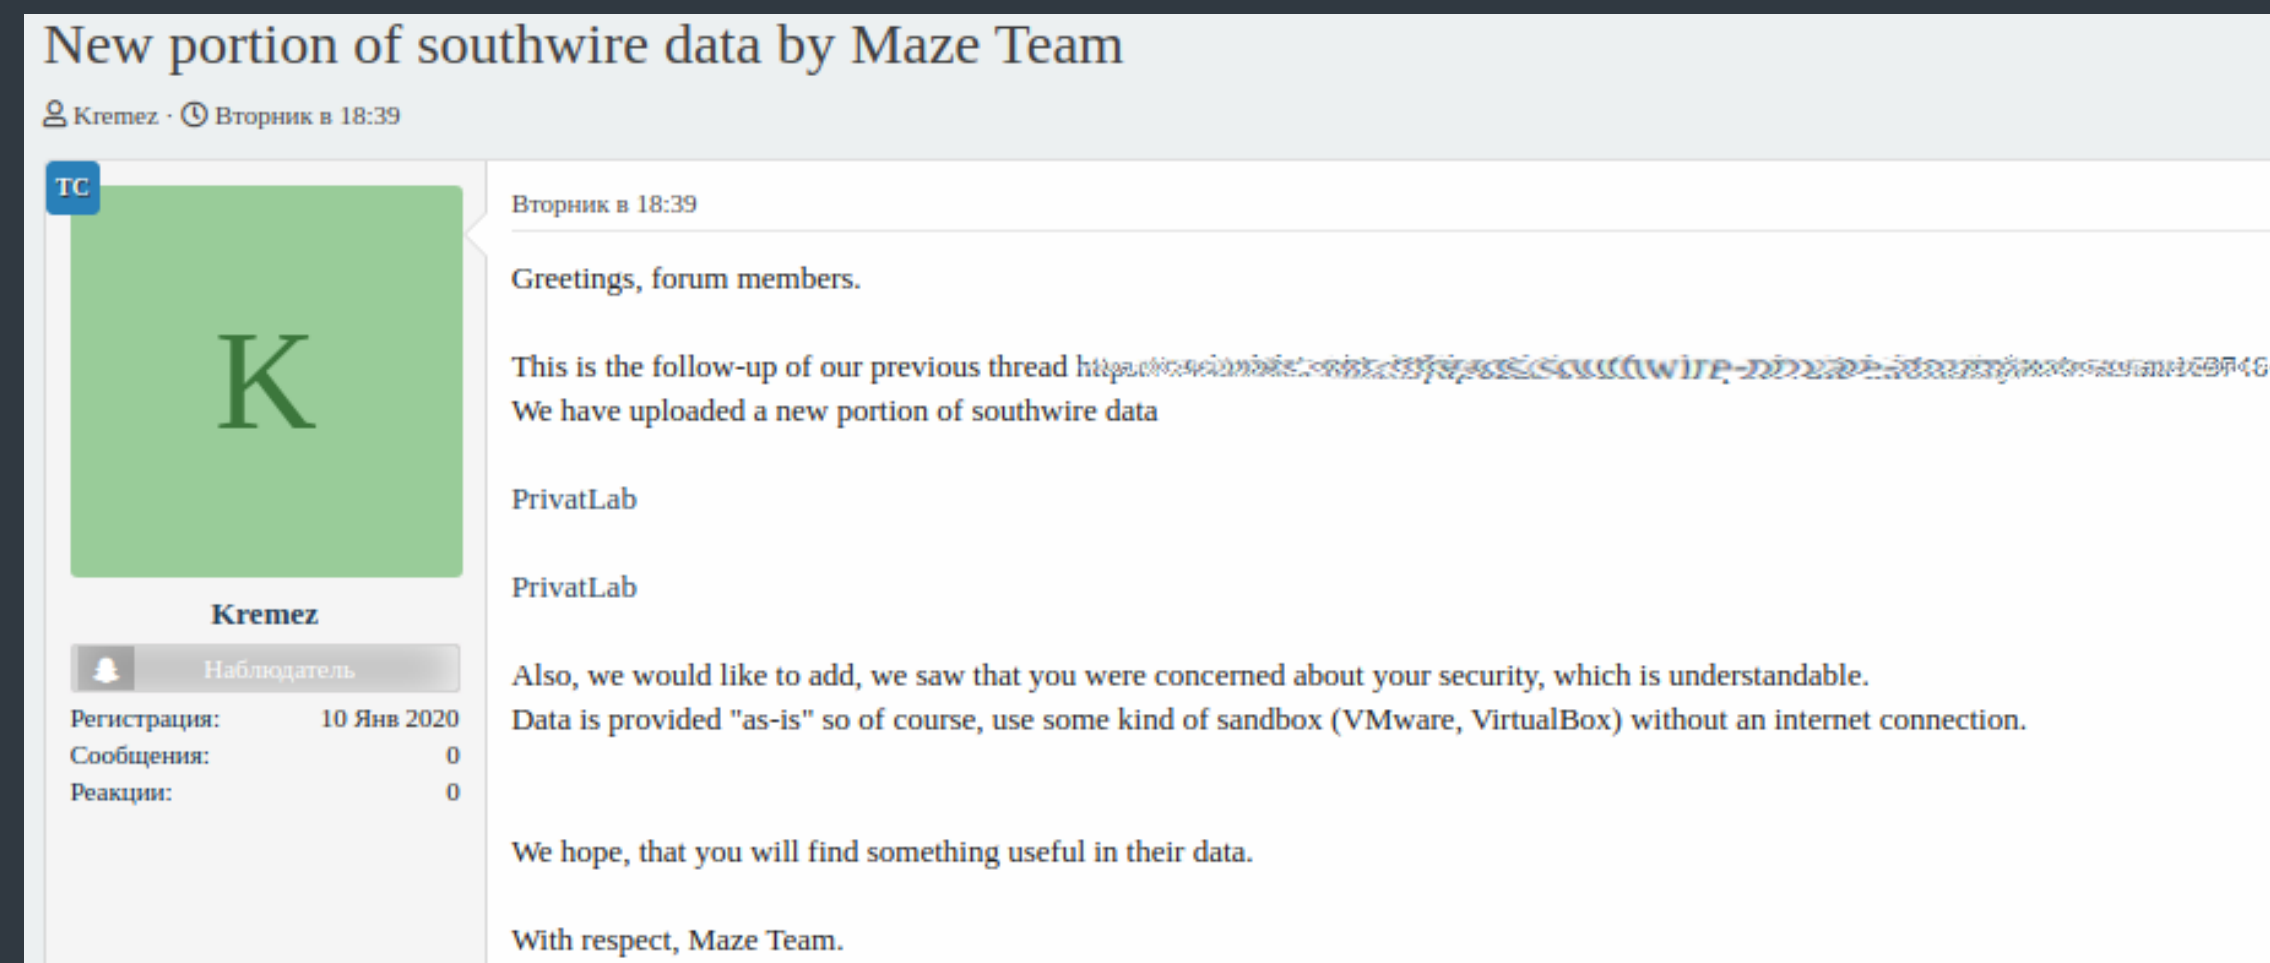 New portion of southwire data by Maze Team
Kremez · Вторник в 18:39
TC
K
Kremez
Наблюдатель
Регистрация: 10 Янв 2020
Сообщения: 0
Реакции: 0
Вторник в 18:39
Greetings, forum members.
This is the follow-up of our previous thread
We have uploaded a new portion of southwire data
PrivatLab
PrivatLab
Also, we would like to add, we saw that you were concerned about your security, which is understandable.
Data is provided "as-is" so of course, use some kind of sandbox (VMware, VirtualBox) without an internet connection.
We hope, that you will find something useful in their data.
With respect, Maze Team.